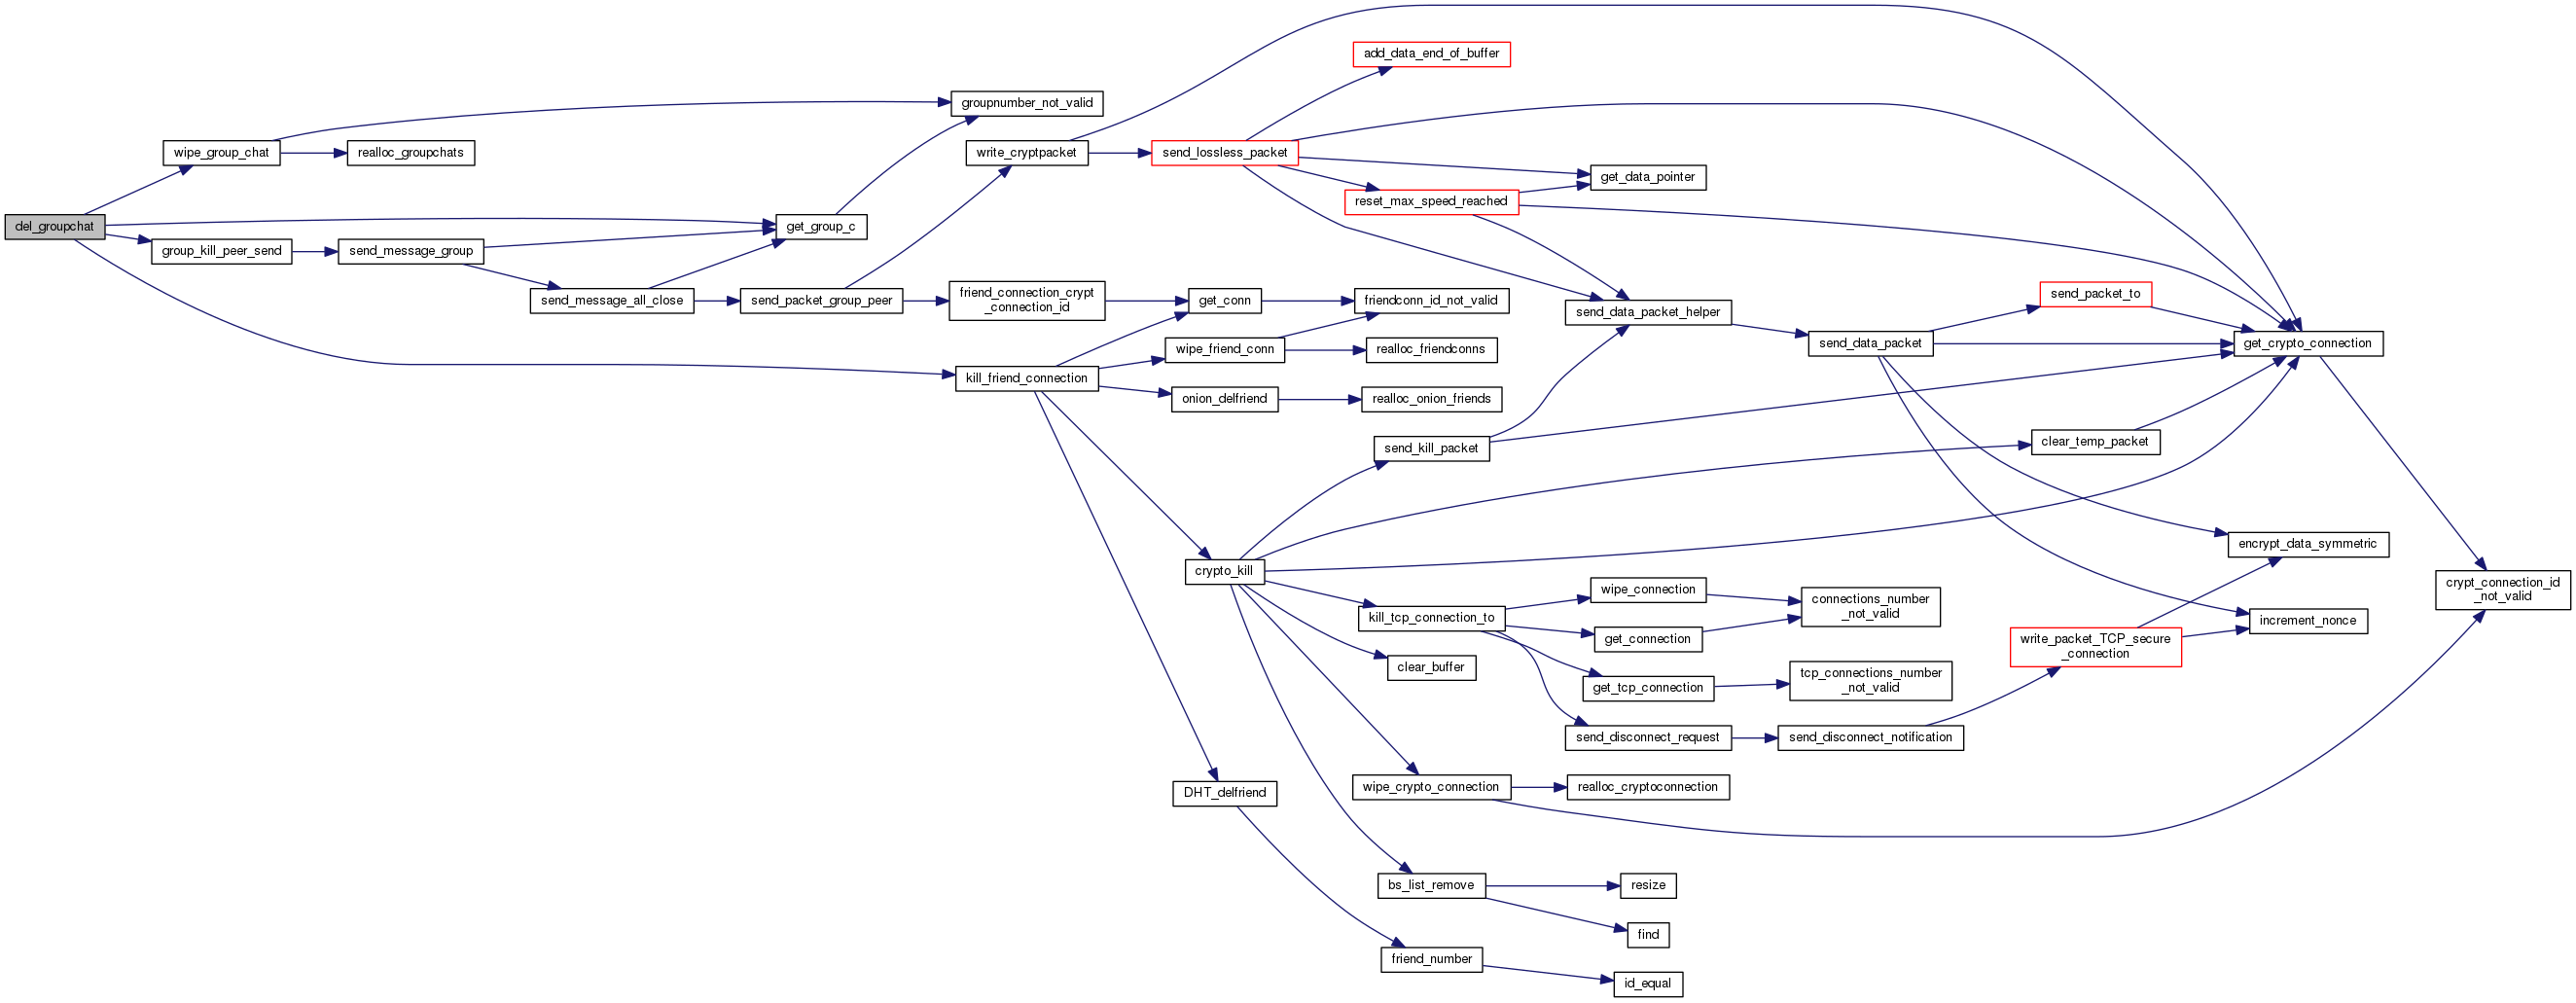 add_data_end_of_buffer
groupnumber_not_valid
wipe_group_chat
realloc_groupchats
write_cryptpacket
send_lossless_packet
get_data_pointer
reset_max_speed_reached
del_groupchat
get_group_c
group_kill_peer_send
send_message_group
send_message_all_close
send_packet_group_peer
friend_connection_crypt
_connection_id
get_conn
friendconn_id_not_valid
send_data_packet_helper
send_packet_to
wipe_friend_conn
realloc_friendconns
send_data_packet
get_crypto_connection
kill_friend_connection
onion_delfriend
realloc_onion_friends
send_kill_packet
clear_temp_packet
encrypt_data_symmetric
crypto_kill
wipe_connection
connections_number
_not_valid
crypt_connection_id
_not_valid
kill_tcp_connection_to
get_connection
increment_nonce
write_packet_TCP_secure
_connection
clear_buffer
get_tcp_connection
tcp_connections_number
_not_valid
send_disconnect_request
send_disconnect_notification
DHT_delfriend
wipe_crypto_connection
realloc_cryptoconnection
bs_list_remove
resize
find
friend_number
id_equal